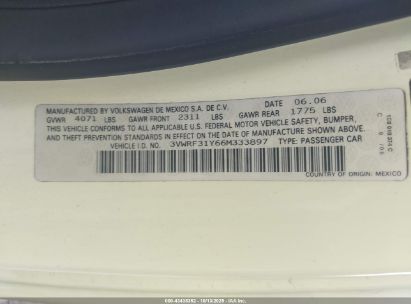 MANUFACTURED BY VOLKSWAGEN DE MEXICO S.A. DE C.V. DATE 06.06
GVWR 4071 LBS GAWR FRONT 2311 LBS GAWR REAR 1775 LBS
THIS VEHICLE CONFORMS TO ALL APPLICABLE U.S. FEDERAL MOTOR VEHICLE SAFETY, BUMPER,
AND THEFT PREVENTION STANDARDS IN EFFECT ON THE DATE OF MANUFACTURE SHOWN ABOVE.
VEHICLE I.D. NO.: 3VWRF31Y66M333897 TYPE: PASSENGER CAR
COUNTRY OF ORIGIN: MEXICO